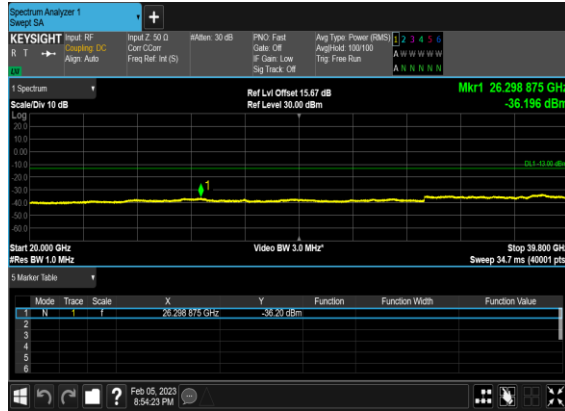 Spectrum Analyzer 1
Swept SA
+
KEYSIGHT Input: RF Input Z: 50 Ω #Atten: 30 dB PNO: Fast Avg Type: Power (RMS) 1 2 3 4 5 6
R T Coupling: DC Corr CCorr Gate: Off Avg|Hold: 100/100 A W W W W W
Align: Auto Freq Ref: Int (S) IF Gain: Low Trig: Free Run
Sig Track: Off A N N N N N
1 Spectrum Ref Lvl Offset 15.67 dB Mkr1 26.298 875 GHz
Scale/Div 10 dB Ref Level 30.00 dBm -36.196 dBm
Log
20.0
10.0
0.00
-10.0 DL1 -13.00 dBm
-20.0
-30.0 1
-40.0
-50.0
-60.0
Start 20.000 GHz Video BW 3.0 MHz* Stop 39.800 GHz
#Res BW 1.0 MHz Sweep 34.7 ms (40001 pts)
5 Marker Table
Mode Trace Scale X Y Function Function Width Function Value
1 N 1 f 26.298 875 GHz -36.20 dBm
2
3
4
5
6
? Feb 05, 2023
8:54:23 PM